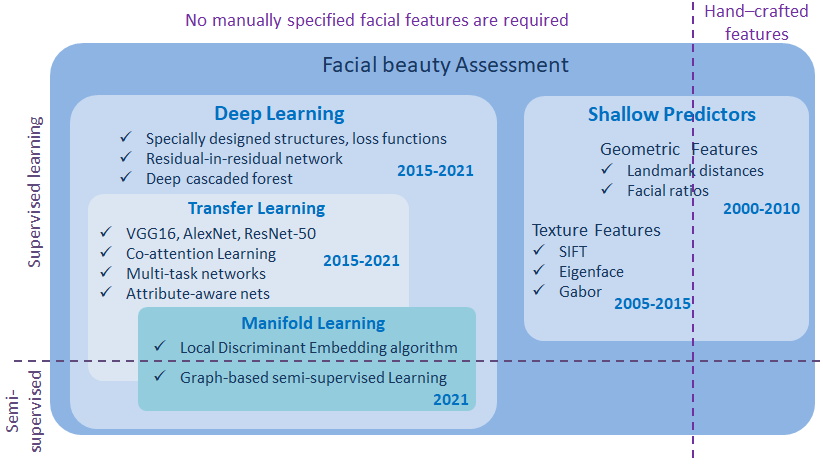 No manually specified facial features are required
Hand–crafted
features
Facial beauty Assessment
Supervised learning
Semi-
supervised
Deep Learning
✓ Specially designed structures, loss functions
✓ Residual-in-residual network
✓ Deep cascaded forest
2015-2021
Transfer Learning
✓ VGG16, AlexNet, ResNet-50
✓ Co-attention Learning
✓ Multi-task networks
✓ Attribute-aware nets
2015-2021
Manifold Learning
✓ Local Discriminant Embedding algorithm
✓ Graph-based semi-supervised Learning
2021
Shallow Predictors
Geometric Features
✓ Landmark distances
✓ Facial ratios
2000-2010
Texture Features
✓ SIFT
✓ Eigenface
✓ Gabor
2005-2015